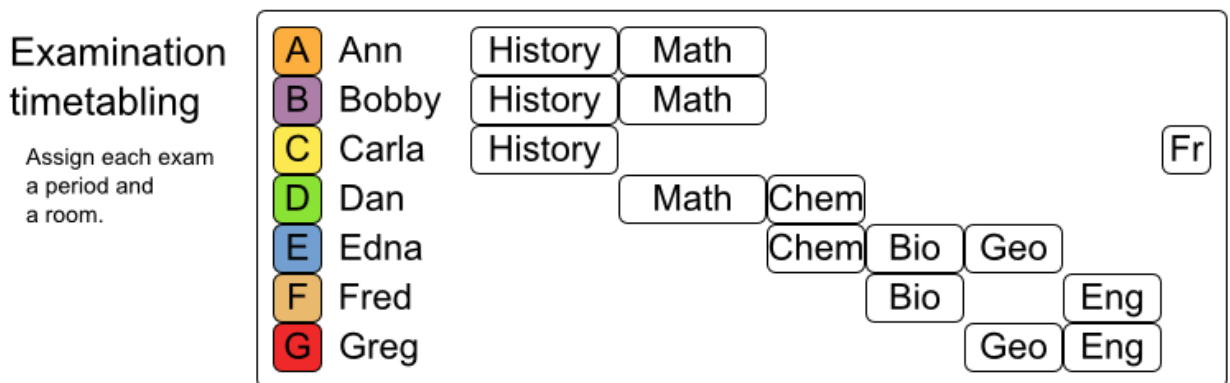 Examination
timetabling
Assign each exam
a period and
a room.
A Ann History Math
B Bobby History Math
C Carla History Fr
D Dan Math Chem
E Edna Chem Bio Geo
F Fred Bio Eng
G Greg Geo Eng